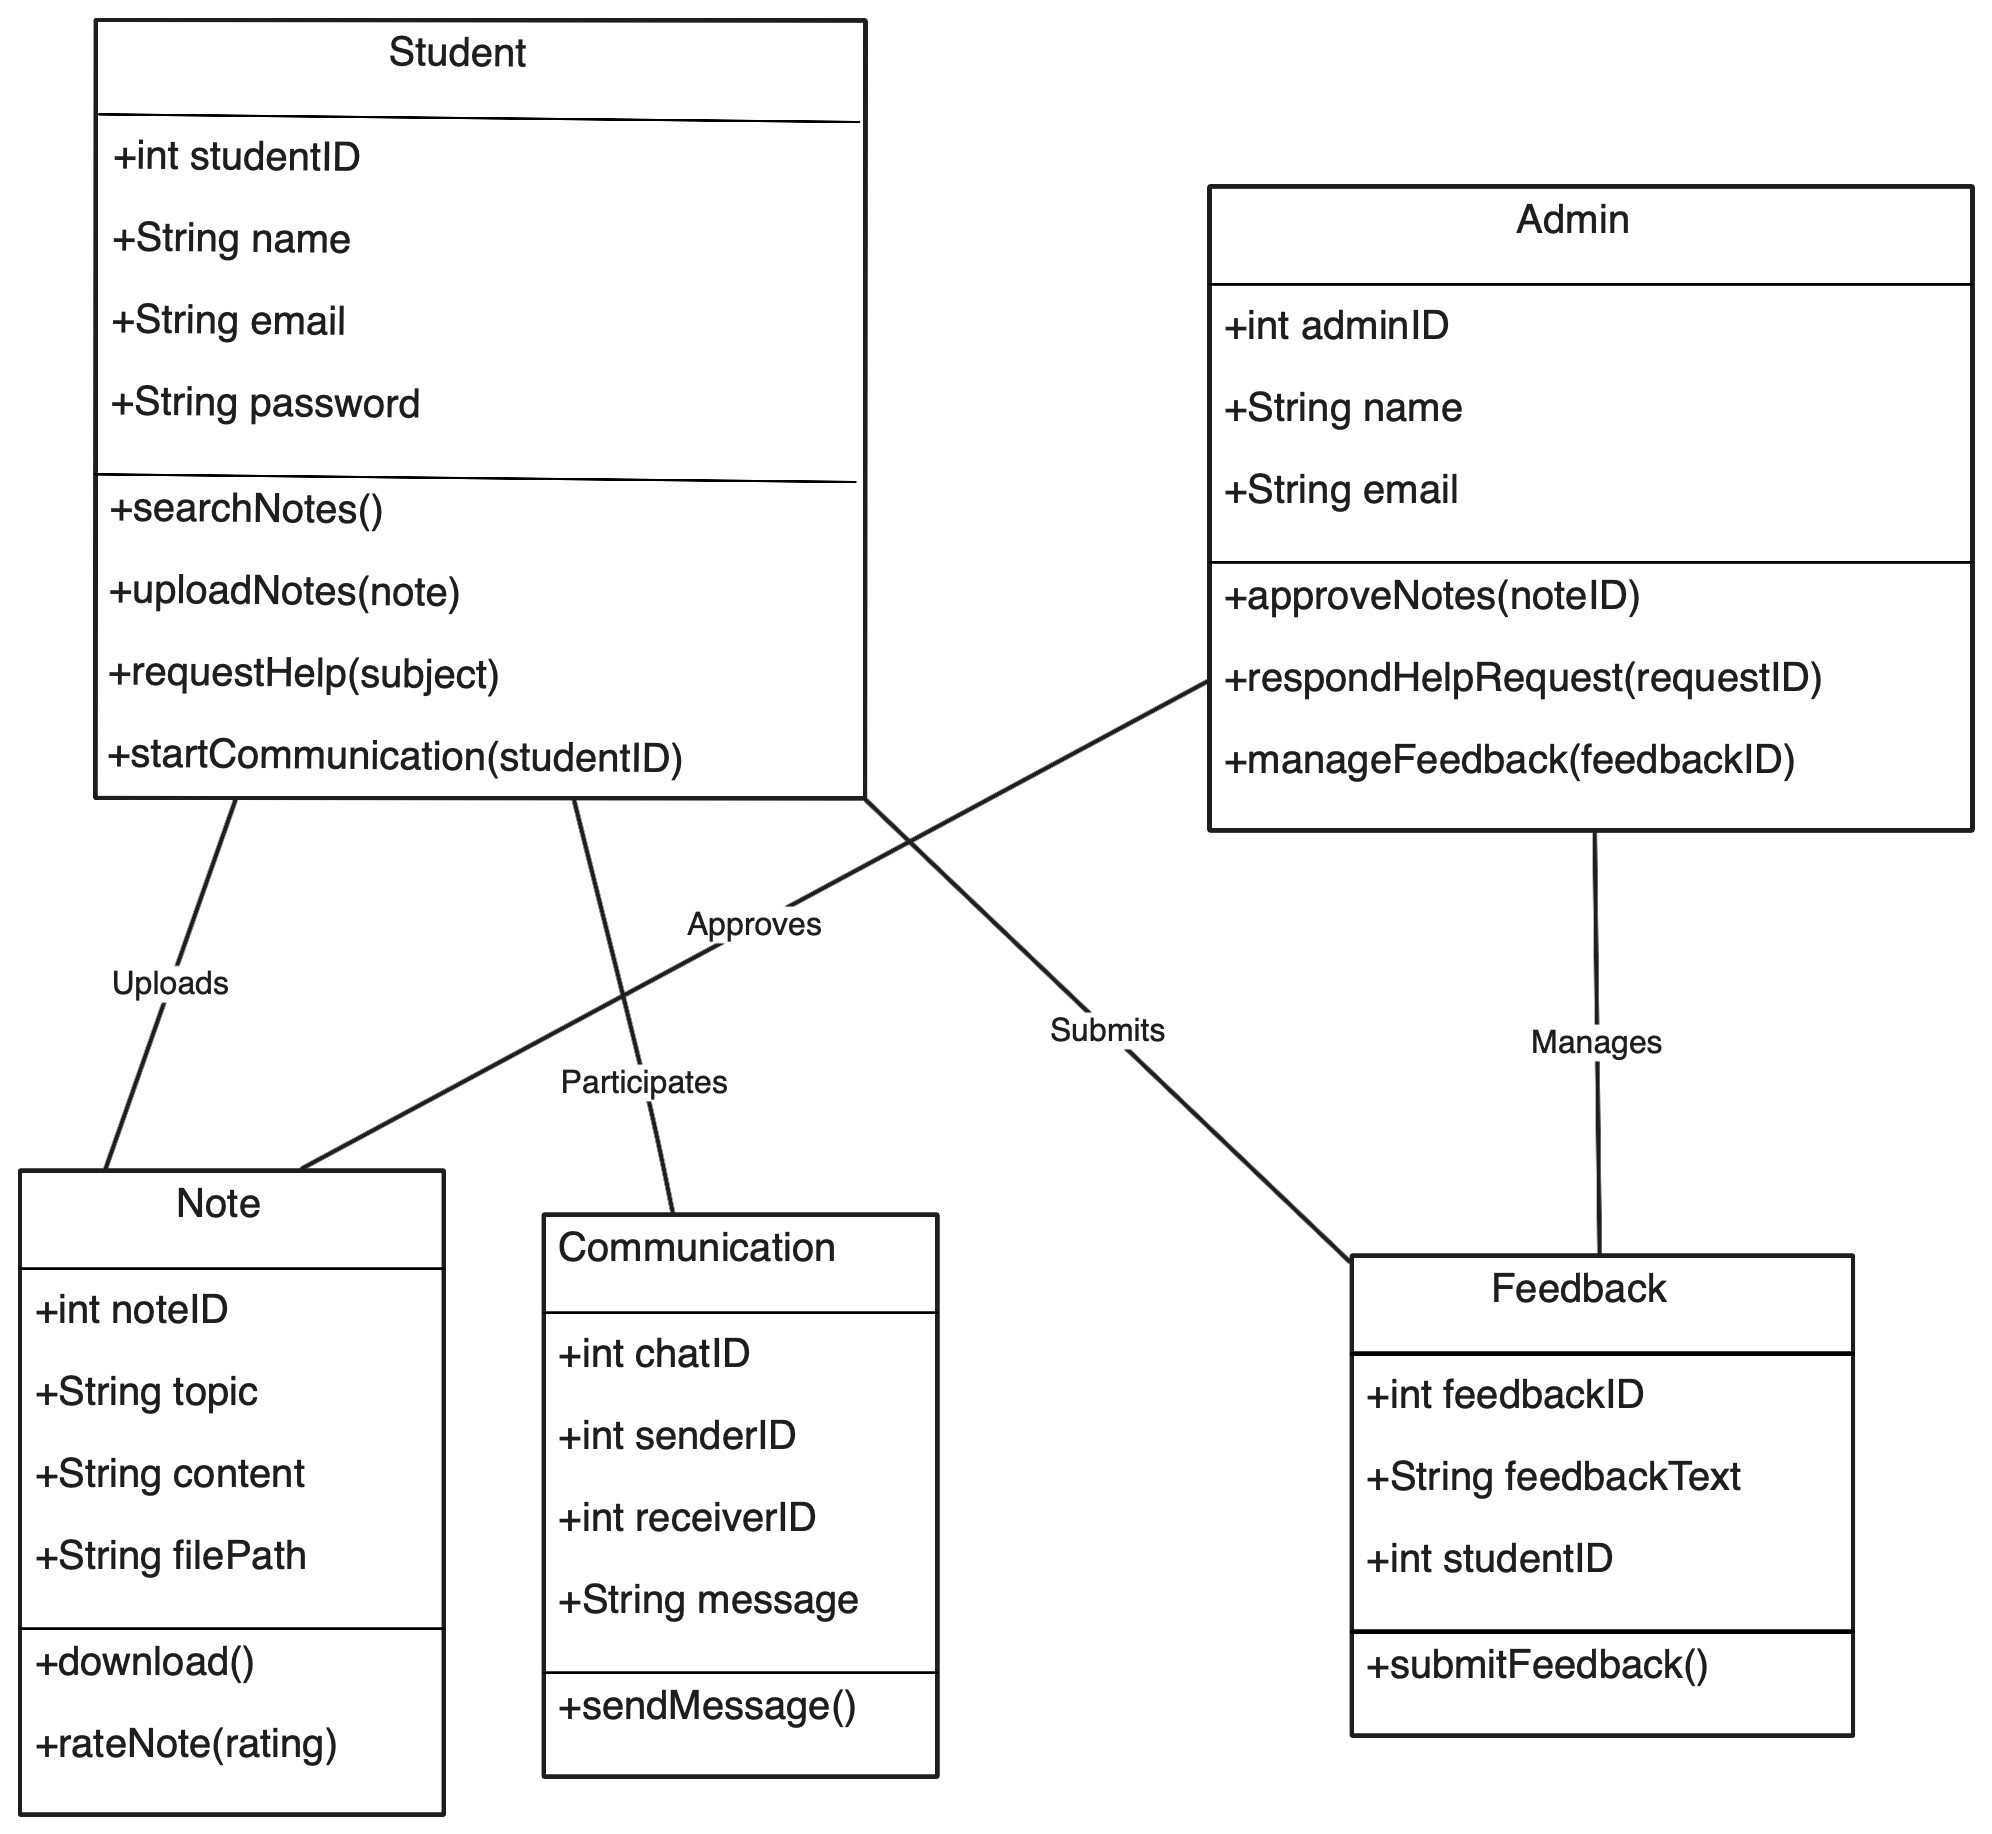 Student
+int studentID
+String name
+String email
+String password
+searchNotes()
+uploadNotes(note)
+requestHelp(subject)
+startCommunication(studentID)
Admin
+int adminID
+String name
+String email
+approveNotes(noteID)
+respondHelpRequest(requestID)
+manageFeedback(feedbackID)
Approves
Uploads
Submits
Manages
Participates
Note
+int noteID
+String topic
+String content
+String filePath
+download()
+rateNote(rating)
Communication
+int chatID
+int senderID
+int receiverID
+String message
+sendMessage()
Feedback
+int feedbackID
+String feedbackText
+int studentID
+submitFeedback()